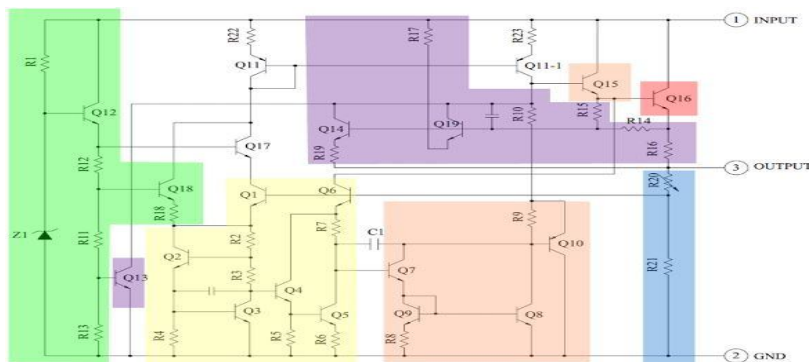 1 INPUT
R22
R17
R23
R1
Q11
Q11-1
Q15
Q12
Q16
R10
R15
Q14
Q19
R14
Q17
R19
R16
R12
3 OUTPUT
Q18
Q1
Q6
R20
R18
R7
R9
R11
R2
C1
Q10
Z1
Q2
Q7
R21
Q13
R3
Q4
Q3
Q5
Q9
Q8
R13
R4
R5
R6
R8
2 GND